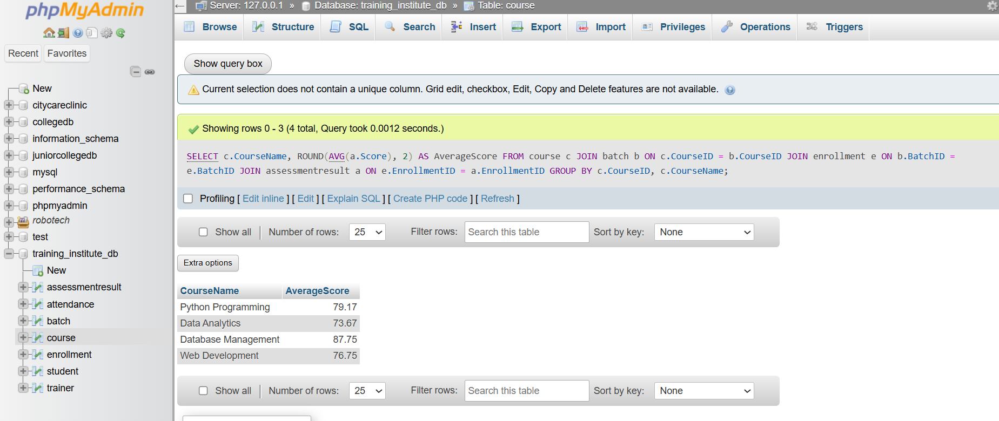 phpMyAdmin
Recent Favorites
New
citycareclinic
collegedb
information_schema
juniorcollegedb
mysql
performance_schema
phpmyadmin
robotech
test
training_institute_db
New
assessmentresult
attendance
batch
course
enrollment
student
trainer
Server: 127.0.0.1 » Database: training_institute_db » Table: course
Browse Structure SQL Search Insert Export Import Privileges Operations Triggers
Show query box
Current selection does not contain a unique column. Grid edit, checkbox, Edit, Copy and Delete features are not available.
Showing rows 0 - 3 (4 total, Query took 0.0012 seconds.)
SELECT c.CourseName, ROUND(AVG(a.Score), 2) AS AverageScore FROM course c JOIN batch b ON c.CourseID = b.CourseID JOIN enrollment e ON b.BatchID =
e.BatchID JOIN assessmentresult a ON e.EnrollmentID = a.EnrollmentID GROUP BY c.CourseID, c.CourseName;
Profiling [ Edit inline ] [ Edit ] [ Explain SQL ] [ Create PHP code ] [ Refresh ]
Show all | Number of rows: 25 Filter rows: Search this table Sort by key: None
Extra options
CourseName AverageScore
Python Programming 79.17
Data Analytics 73.67
Database Management 87.75
Web Development 76.75
Show all | Number of rows: 25 Filter rows: Search this table Sort by key: None